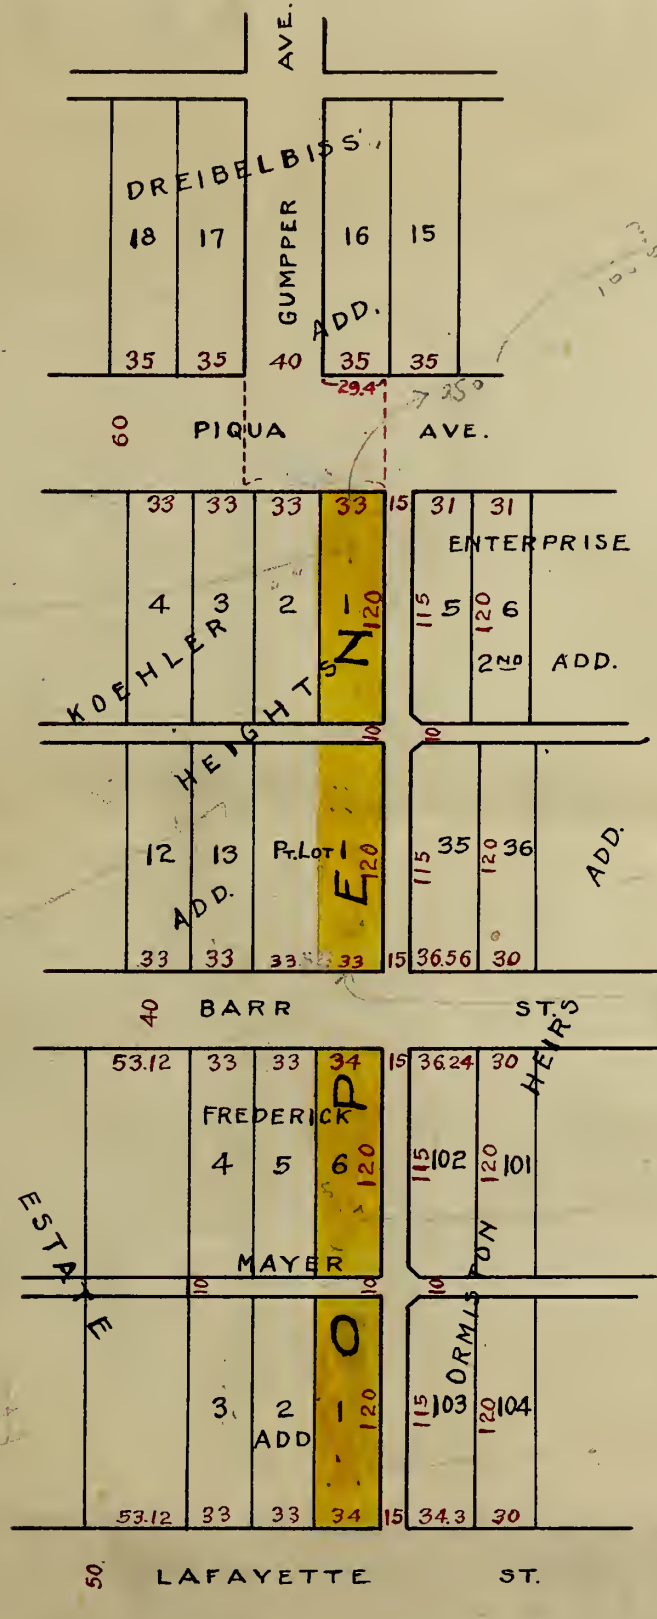 AVE.
DREIBELBISS'
18 17 GUMPPER 16 15
ADD.
35 35 40 35 35
29.4
250
60 PIQUA AVE.
33 33 33 33 15 31 31
ENTERPRISE
4 3 2 1 120 115 5 120 6
2ND ADD.
KOEHLER
HEIGHTS
N
10 10
12 13 PT. LOT 1 120 115 35 120 36
ADD.
E
ADD.
33 33 33 33 15 36.56 30
40 BARR ST.
HEIRS
53.12 33 33 34 15 36.24 30
P
FREDERICK
4 5 6 120 115 102 120 101
ESTATE
MAYER
ORMISTON
10 10 10
O
3 2 1 120 115 103 120 104
ADD
53.12 33 33 34 15 34.3 30
50. LAFAYETTE ST.